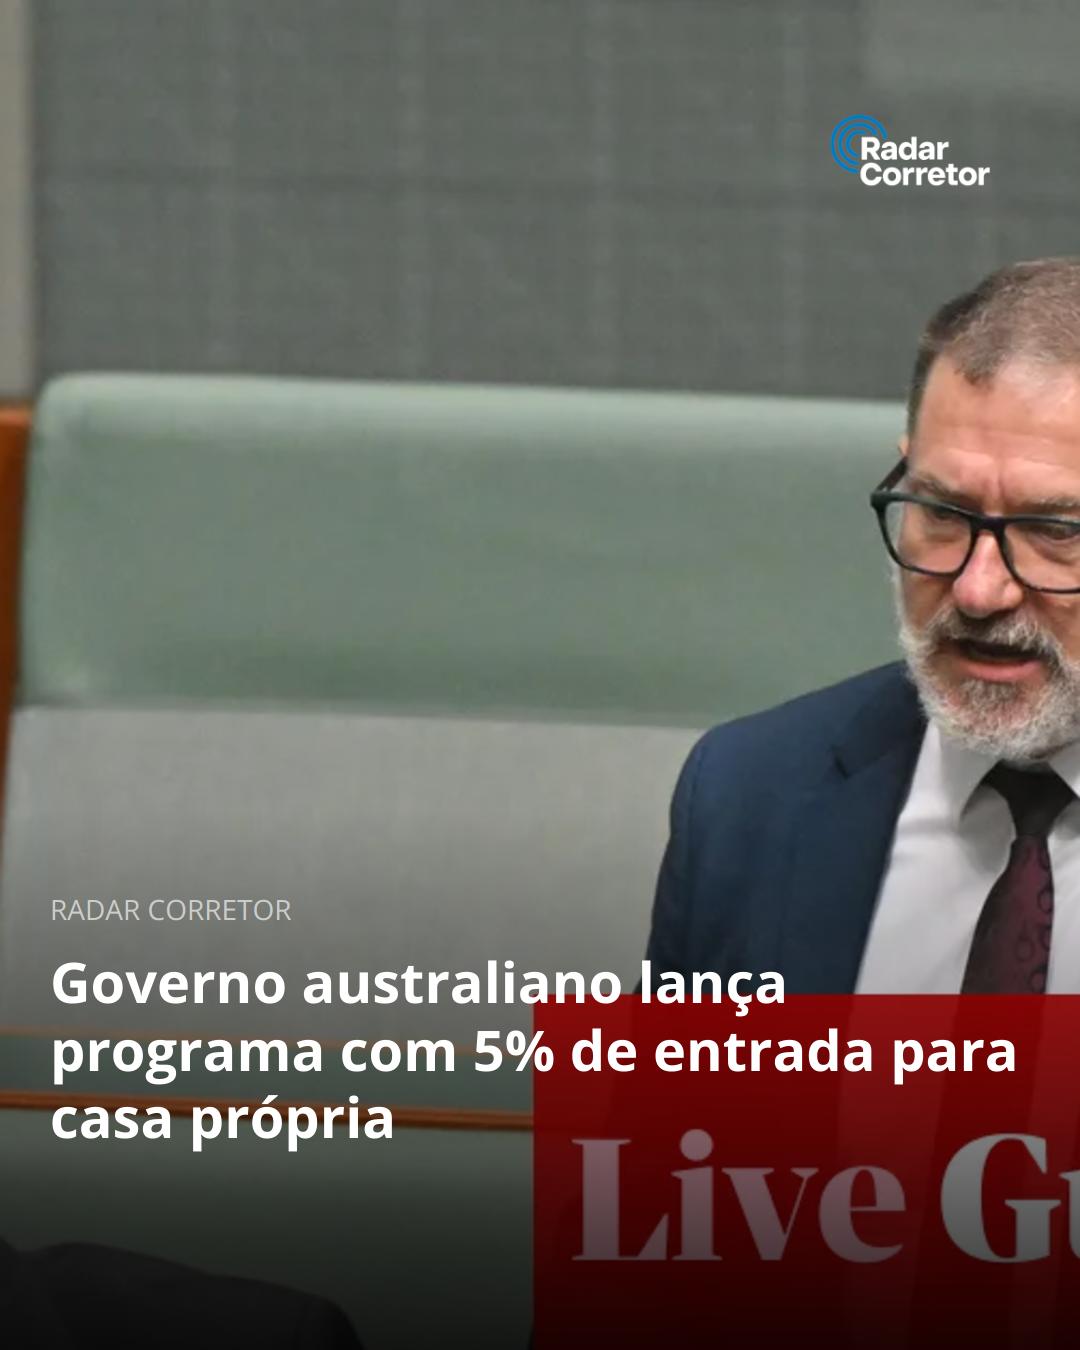 Radar
Corretor
RADAR CORRETOR
Governo australiano lança
programa com 5% de entrada para
casa própria
Live